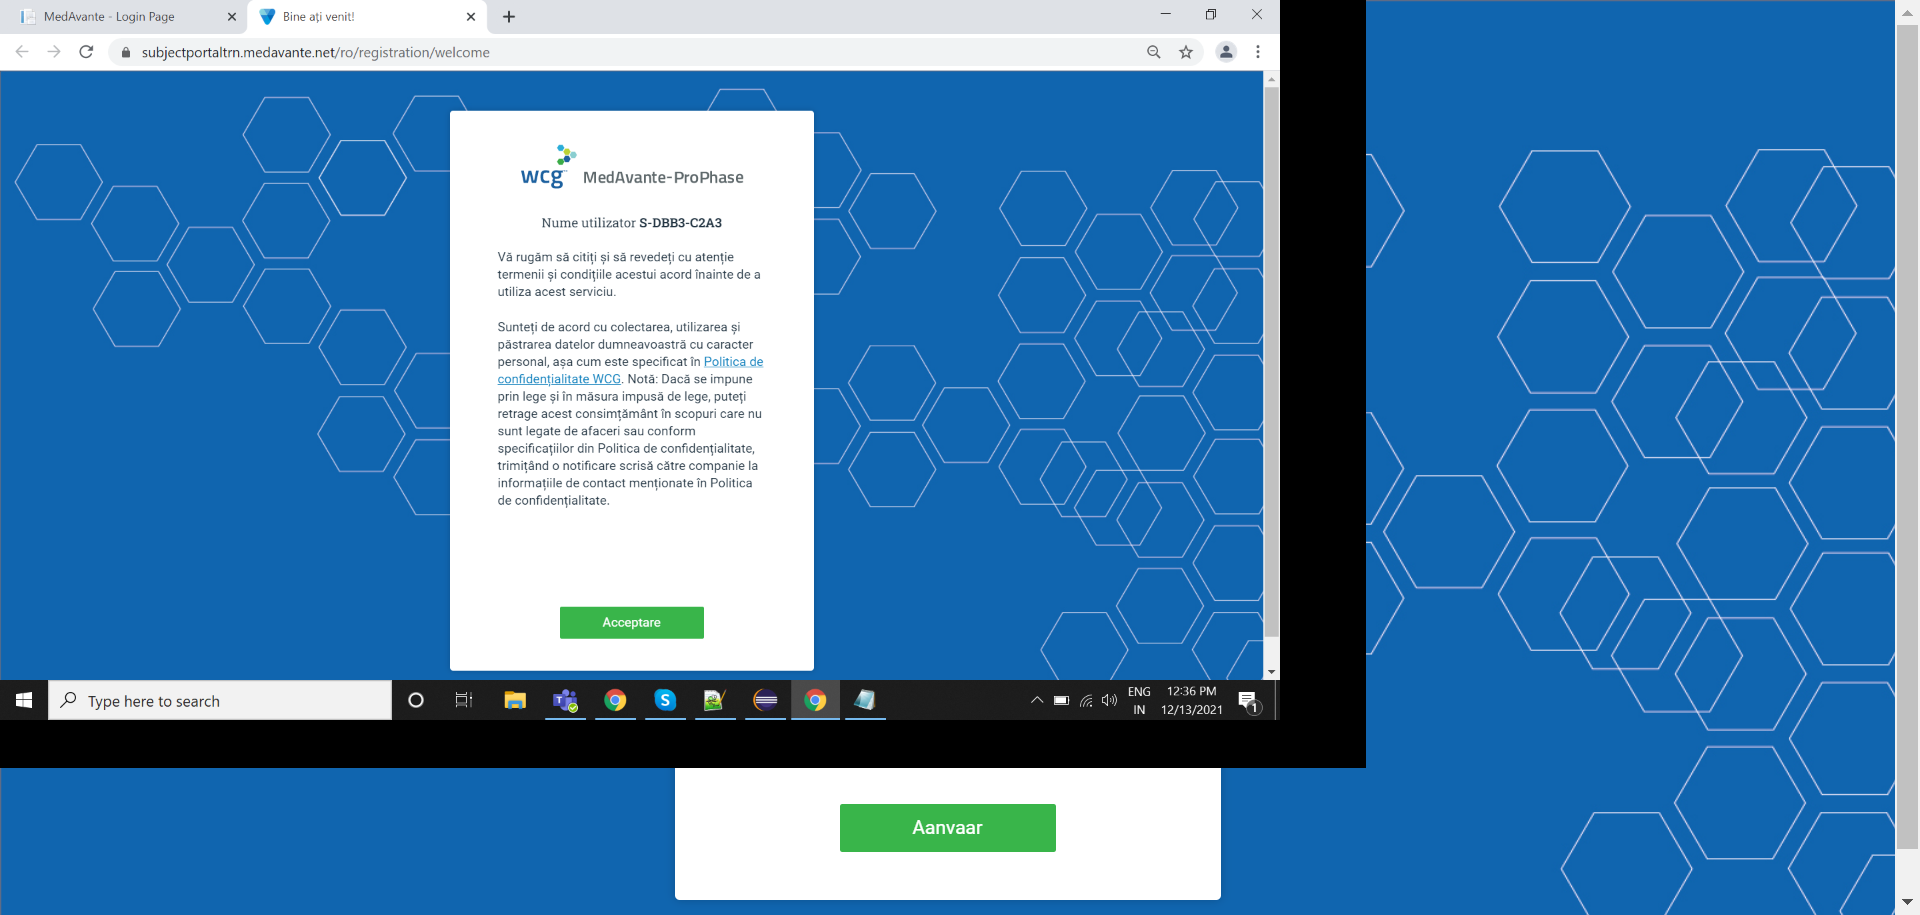 MedAvante - Login Page
Bine ați venit!
subjectportaltrn.medavante.net/ro/registration/welcome
wcg MedAvante-ProPhase
Nume utilizator S-DBB3-C2A3
Vă rugăm să citiți și să revedeți cu atenție
termenii și condițiile acestui acord înainte de a
utiliza acest serviciu.
Sunteți de acord cu colectarea, utilizarea și
păstrarea datelor dumneavoastră cu caracter
personal, așa cum este specificat în Politica de
confidențialitate WCG. Notă: Dacă se impune
prin lege și în măsura impusă de lege, puteți
retrage acest consimțământ în scopuri care nu
sunt legate de afaceri sau conform
specificațiilor din Politica de confidențialitate,
trimițând o notificare scrisă către companie la
informațiile de contact menționate în Politica
de confidențialitate.
Acceptare
Type here to search
ENG
IN
12:36 PM
12/13/2021
1
Aanvaar